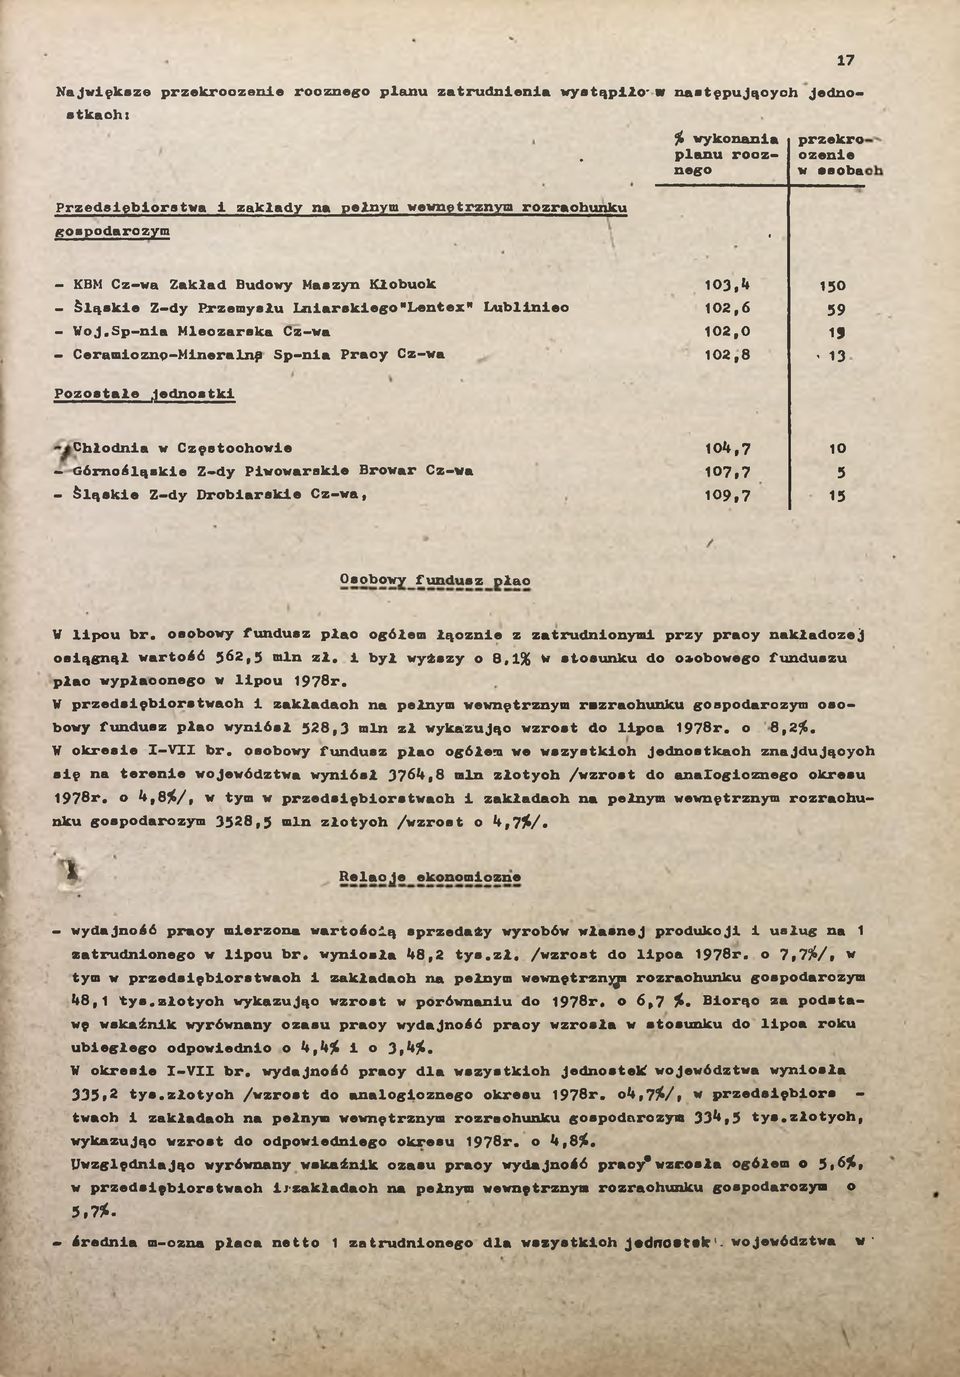 17
Największe przekroczenie rocznego planu zatrudnienia wystąpiło w następujących jedno-
stkach:
% wykonania przekro-
planu rocz- czenie
nego w osobach
Przedsiębiorstwa i zakłady na pełnym wewnętrznym rozrachunku
gospodarczym
- KBM Cz-wa Zakład Budowy Maszyn Kłobuck 103,4 150
- Śląskie Z-dy Przemysłu Lniarskiego"Lentex" Lubliniec 102,6 59
- Woj.Sp-nia Mleczarska Cz-wa 102,0 19
- Ceramiczno-Mineralna Sp-nia Pracy Cz-wa 102,8 13
Pozostałe jednostki
- Chłodnia w Częstochowie 104,7 10
- Górnośląskie Z-dy Piwowarskie Browar Cz-wa 107,7 5
- Śląskie Z-dy Drobiarskie Cz-wa, 109,7 15
Osobowy fundusz płac
W lipcu br. osobowy fundusz płac ogółem łącznie z zatrudnionymi przy pracy nakładczej
osiągnął wartość 562,5 mln zł. i był wyższy o 8,1% w stosunku do osobowego funduszu
płac wypłaconego w lipcu 1978r.
W przedsiębiorstwach i zakładach na pełnym wewnętrznym rozrachunku gospodarczym oso-
bowy fundusz płac wyniósł 528,3 mln zł wykazując wzrost do lipca 1978r. o 8,2%.
W okresie I-VII br. osobowy fundusz płac ogółem we wszystkich jednostkach znajdujących
się na terenie województwa wyniósł 3764,8 mln złotych /wzrost do analogicznego okresu
1978r. o 4,8%/, w tym w przedsiębiorstwach i zakładach na pełnym wewnętrznym rozrachu-
nku gospodarczym 3528,5 mln złotych /wzrost o 4,7%/.
Relacje ekonomiczne
- wydajność pracy mierzona wartością sprzedaży wyrobów własnej produkcji i usług na 1
zatrudnionego w lipcu br. wyniosła 48,2 tys.zł. /wzrost do lipca 1978r. o 7,7%/, w
tym w przedsiębiorstwach i zakładach na pełnym wewnętrznym rozrachunku gospodarczym
48,1 tys.złotych wykazując wzrost w porównaniu do 1978r. o 6,7 %. Biorąc za podsta-
wę wskaźnik wyrównany czasu pracy wydajność pracy wzrosła w stosunku do lipca roku
ubiegłego odpowiednio o 4,4% i o 3,4%.
W okresie I-VII br. wydajność pracy dla wszystkich jednostek województwa wyniosła
335,2 tys.złotych /wzrost do analogicznego okresu 1978r. o4,7%/, w przedsiębiors -
twach i zakładach na pełnym wewnętrznym rozrachunku gospodarczym 334,5 tys.złotych,
wykazując wzrost do odpowiedniego okresu 1978r. o 4,8%.
Uwzględniając wyrównany wskaźnik czasu pracy wydajność pracy wzrosła ogółem o 5,6%,
w przedsiębiorstwach i zakładach na pełnym wewnętrznym rozrachunku gospodarczym o
5,7%.
- średnia m-czna płaca netto 1 zatrudnionego dla wszystkich jednostek województwa w